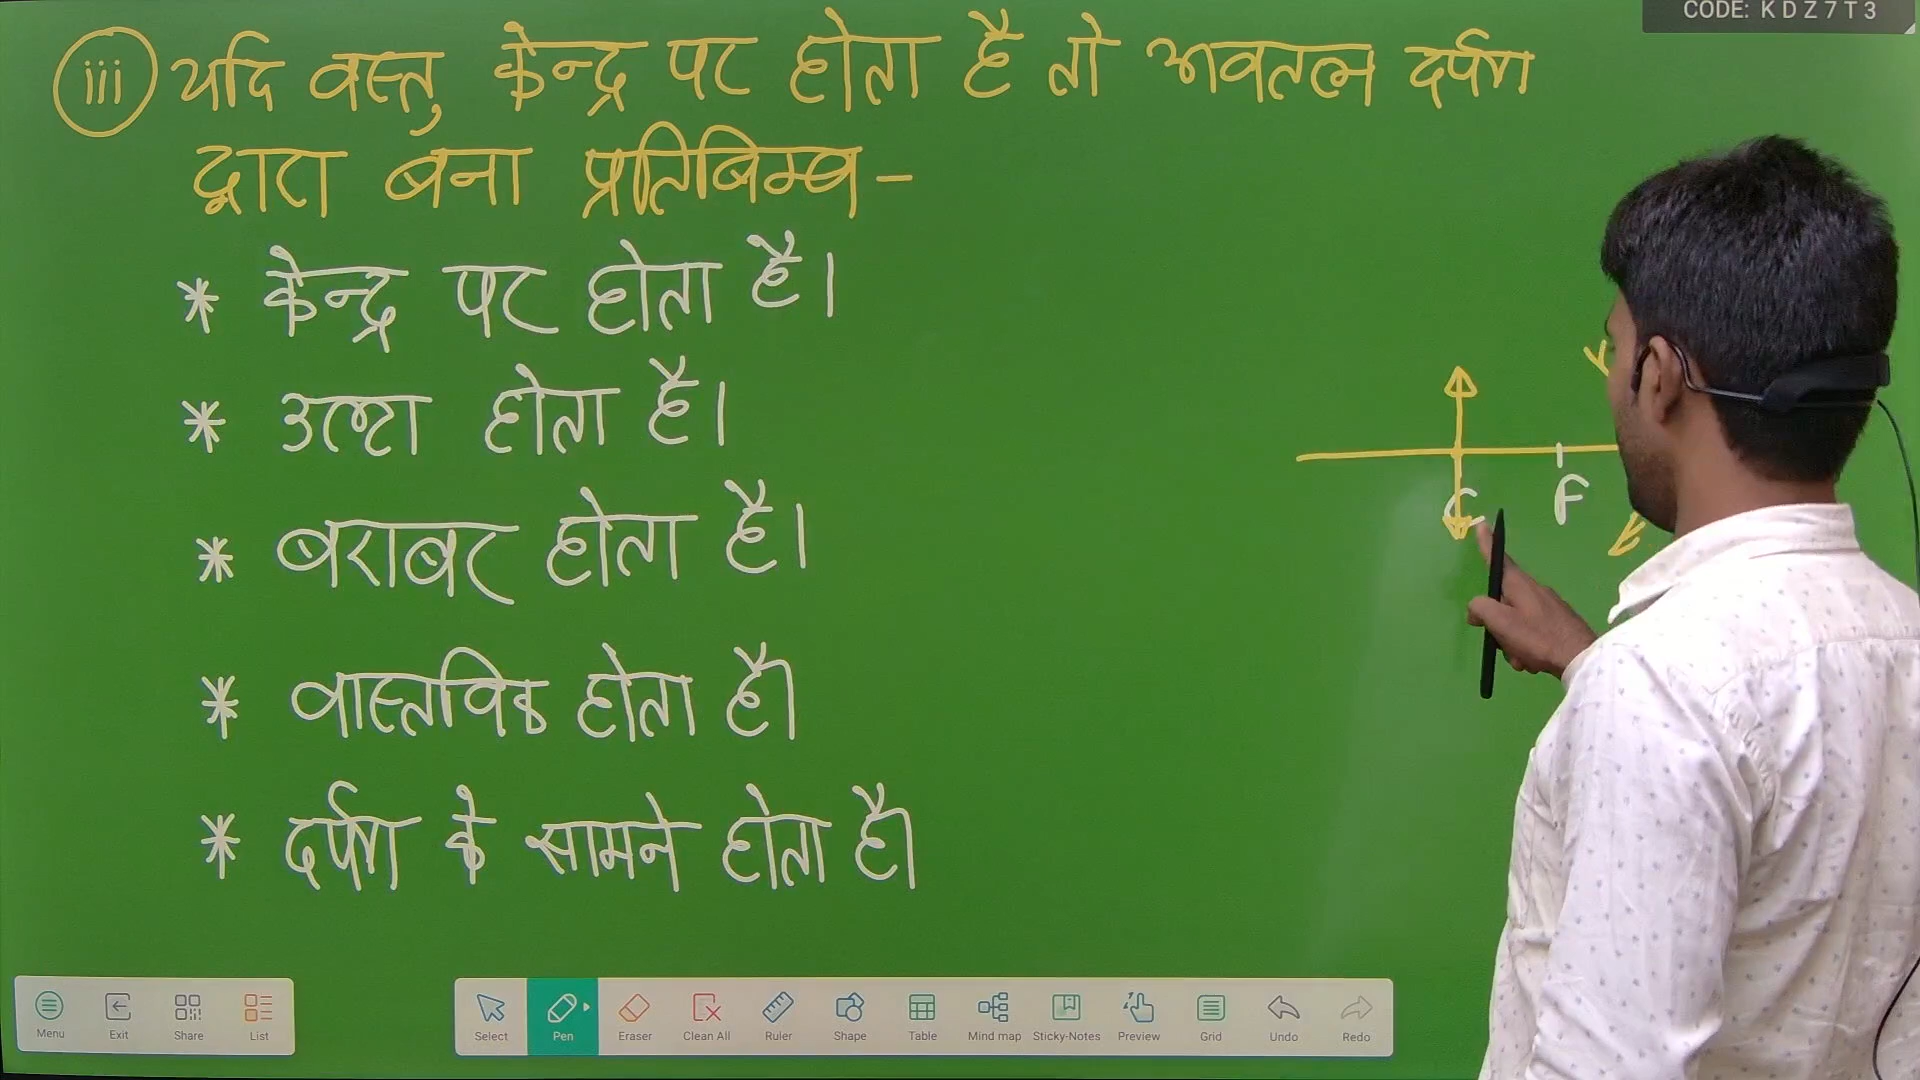 CODE: KDZ7T3
iii यदि वस्तु केन्द्र पर होता है तो अवतल दर्पण
द्वारा बना प्रतिबिम्ब -
* केन्द्र पर होता है।
* उल्टा होता है।
* बराबर होता है।
* वास्तविक होता है।
* दर्पण के सामने होता है।
C F
Menu Exit Share List Select Pen Eraser Clean All Ruler Shape Table Mind map Sticky-Notes Preview Grid Undo Redo